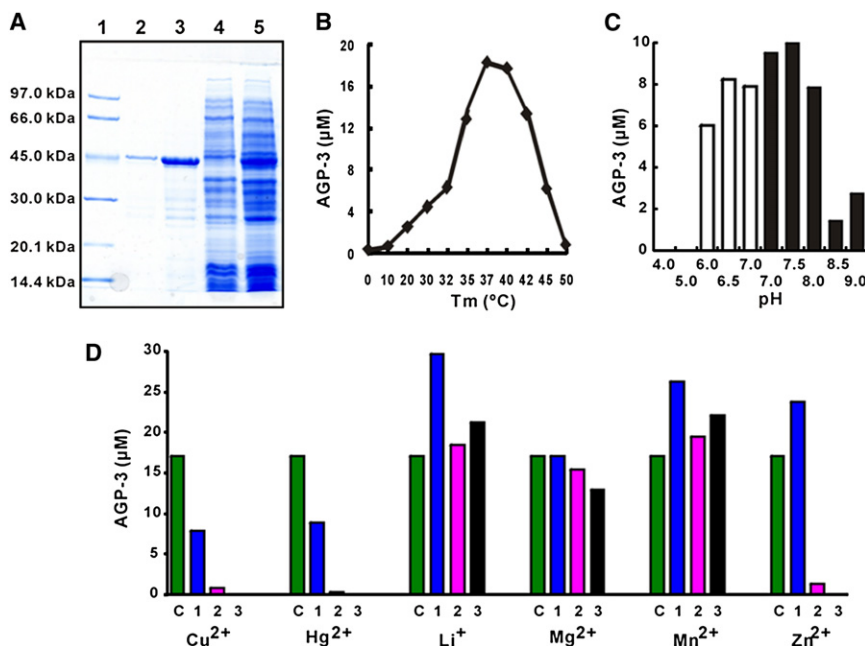 A
1 2 3 4 5
97.0 kDa
66.0 kDa
45.0 kDa
30.0 kDa
20.1 kDa
14.4 kDa
B
AGP-3 (µM)
20
16
12
8
4
0
0 10 20 30 32 35 37 40 42 45 50
Tm (°C)
C
AGP-3 (µM)
10
8
6
4
2
0
4.0 6.0 7.0 7.5 8.5
5.0 6.5 7.0 8.0 9.0
pH
D
AGP-3 (µM)
30
25
20
15
10
5
0
C 1 2 3 C 1 2 3 C 1 2 3 C 1 2 3 C 1 2 3 C 1 2 3
Cu2+ Hg2+ Li+ Mg2+ Mn2+ Zn2+